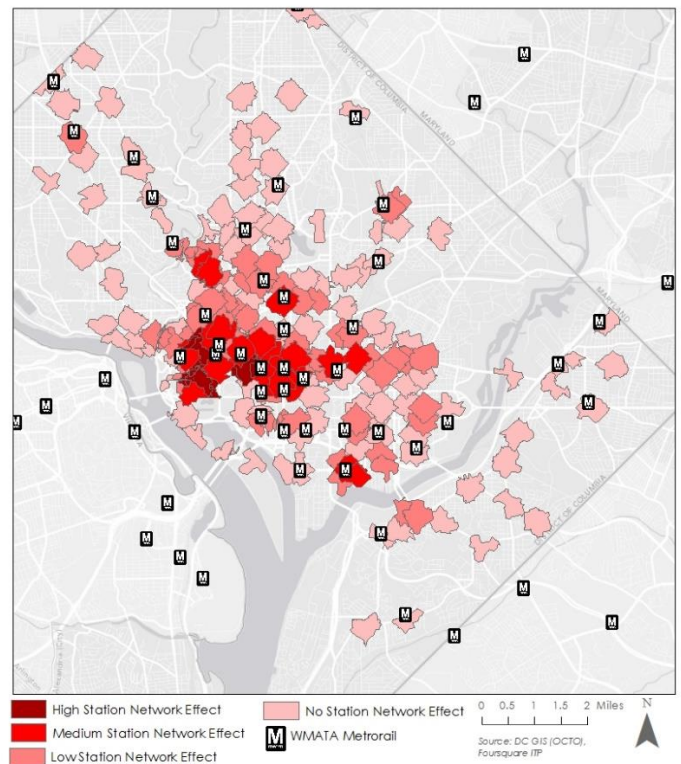 DISTRICT OF COLUMBIA
MARYLAND
MARYLAND
DISTRICT OF COLUMBIA
High Station Network Effect
Medium Station Network Effect
Low Station Network Effect
No Station Network Effect
M WMATA Metrorail
0 0.5 1 1.5 2 Miles
N
Source: DC GIS (OCTO),
Foursquare ITP